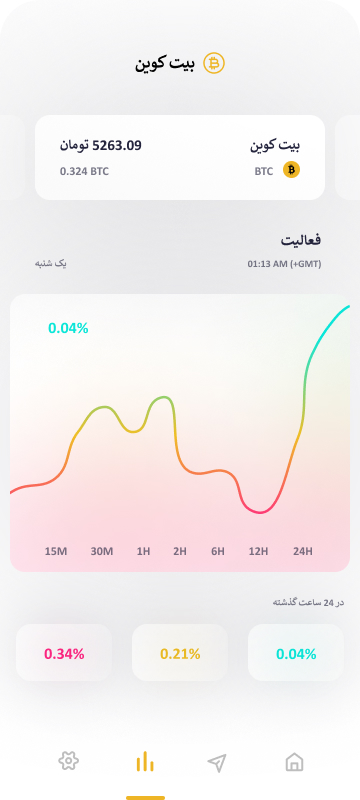 بیت کوین
بیت کوین
5263.09 تومان
BTC
0.324 BTC
فعالیت
01:13 AM (+GMT)
یک شنبه
0.04%
15M 30M 1H 2H 6H 12H 24H
در 24 ساعت گذشته
0.34% 0.21% 0.04%